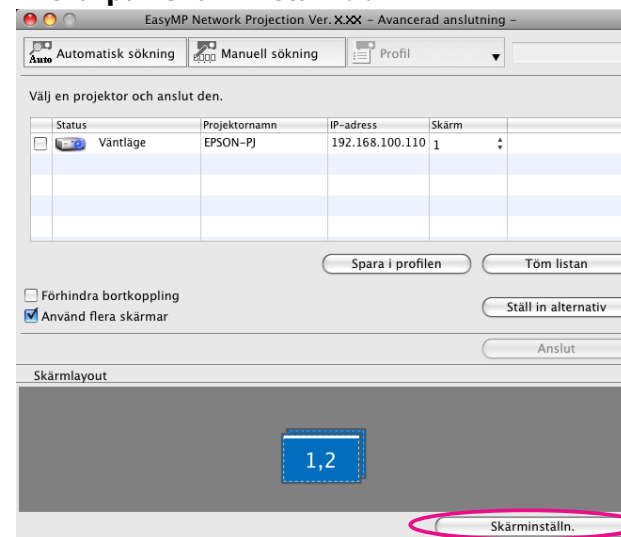 EasyMP Network Projection Ver. X.XX – Avancerad anslutning –
Auto Automatisk sökning Manuell sökning Profil
Välj en projektor och anslut den.
Status Projektornamn IP-adress Skärm
Väntläge EPSON-PJ 192.168.100.110 1
Spara i profilen Töm listan
Förhindra bortkoppling
Ställ in alternativ
Använd flera skärmar
Anslut
Skärmlayout
1,2
Skärminställn.